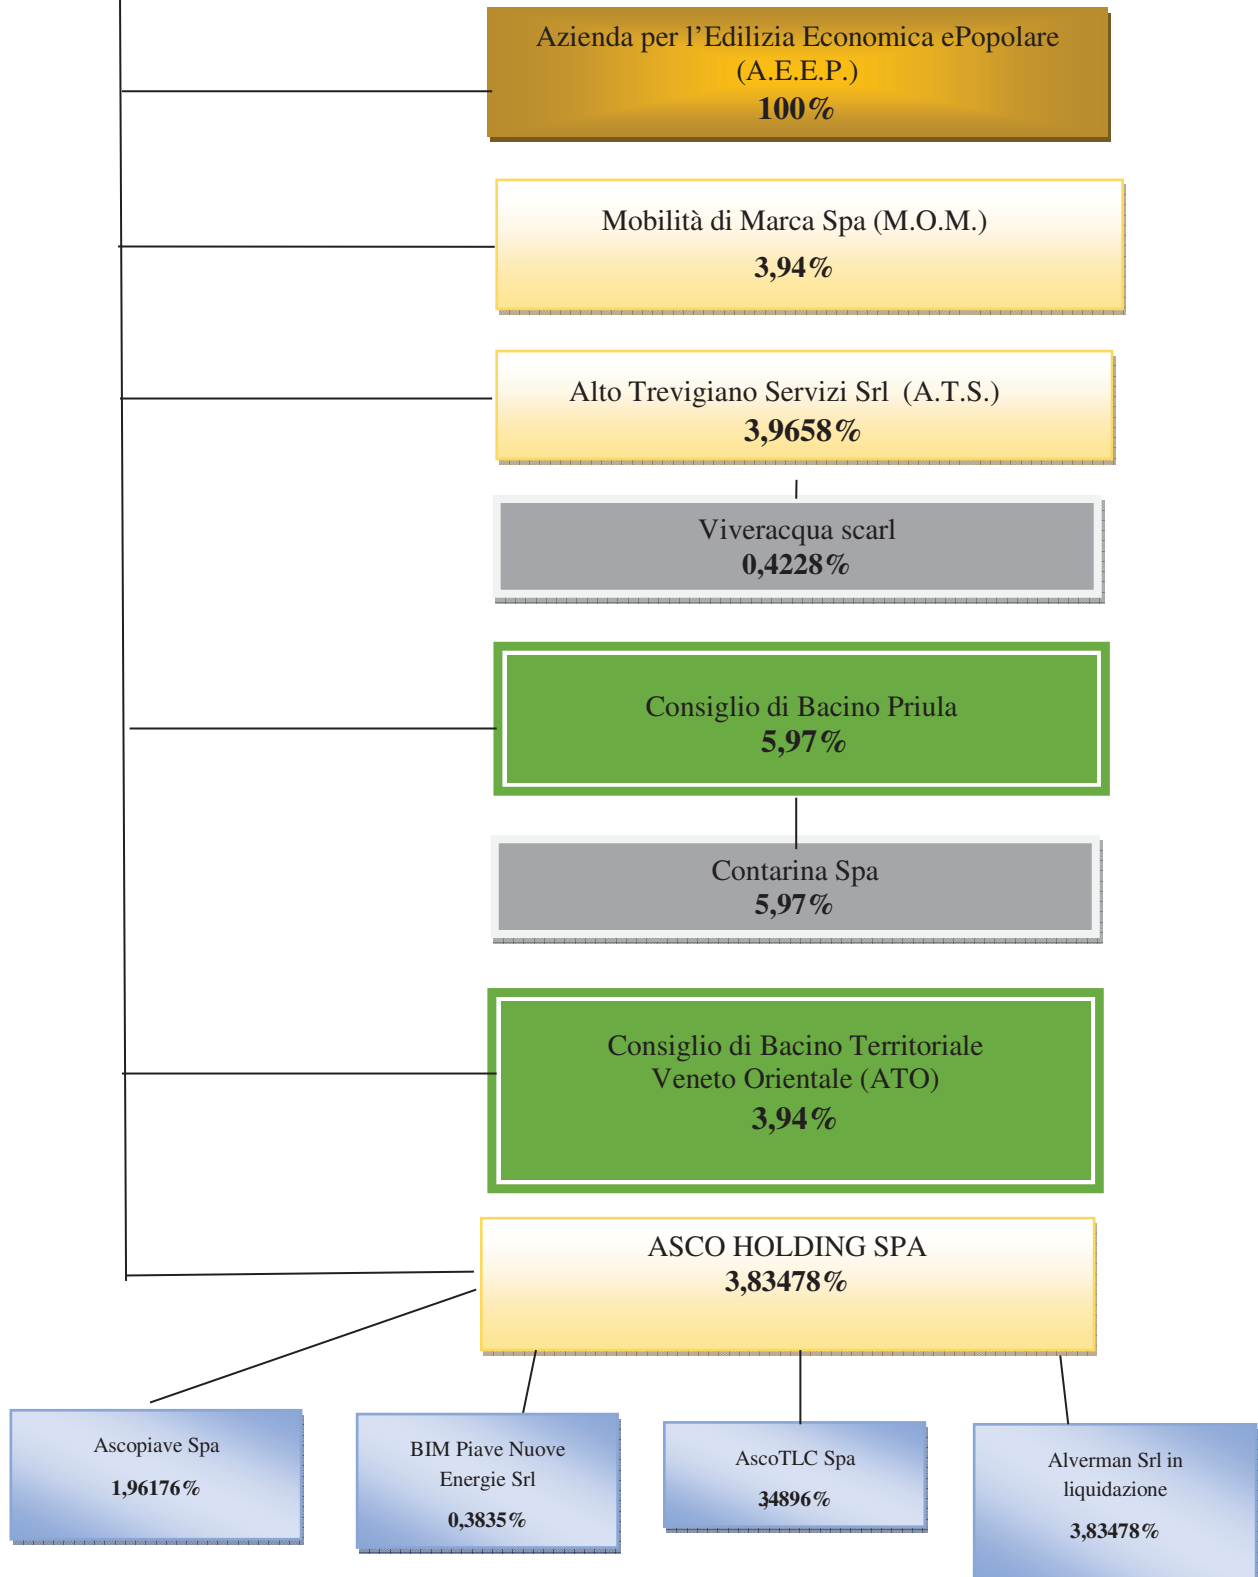 Azienda per l’Edilizia Economica ePopolare
(A.E.E.P.)
100%
Mobilità di Marca Spa (M.O.M.)
3,94%
Alto Trevigiano Servizi Srl (A.T.S.)
3,9658%
Viveracqua scarl
0,4228%
Consiglio di Bacino Priula
5,97%
Contarina Spa
5,97%
Consiglio di Bacino Territoriale
Veneto Orientale (ATO)
3,94%
ASCO HOLDING SPA
3,83478%
Ascopiave Spa
1,96176%
BIM Piave Nuove
Energie Srl
0,3835%
AscoTLC Spa
3,4896%
Alverman Srl in
liquidazione
3,83478%